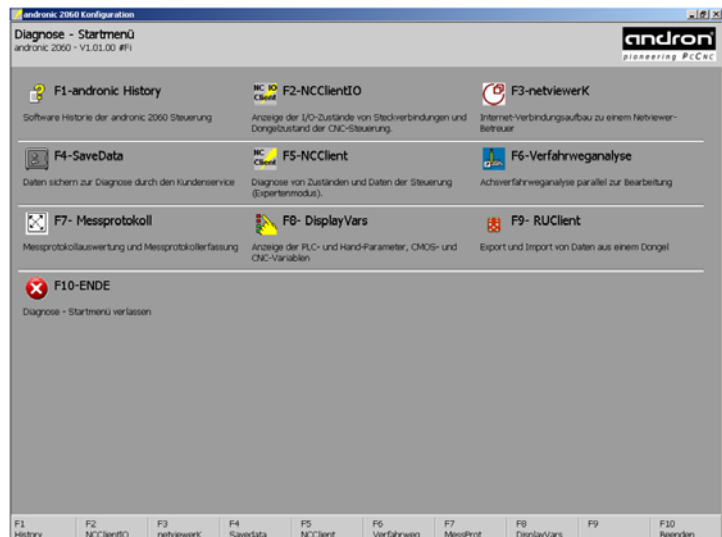 andronic 2060 Konfiguration
Diagnose - Startmenü
andronic 2060 - V1.01.00 #Fi
andron
pioneering PcCNC
F1-andronic History
Software Historie der andronic 2060 Steuerung
NC IO Client
F2-NCClientIO
Anzeige der I/O-Zustände von Steckverbindungen und
Dongelzustand der CNC-Steuerung.
F3-netviewerK
Internet-Verbindungsaufbau zu einem Netviewer-
Betreuer
F4-SaveData
Daten sichern zur Diagnose durch den Kundenservice
NC Client
F5-NCClient
Diagnose von Zuständen und Daten der Steuerung
(Expertenmodus).
F6-Verfahrweganalyse
Achsverfahrweganalyse parallel zur Bearbeitung
F7- Messprotokoll
Messprotokollauswertung und Messprotokollerfassung
F8- DisplayVars
Anzeige der PLC- und Hand-Parameter, CMOS- und
CNC-Variablen
F9- RUClient
Export und Import von Daten aus einem Dongel
F10-ENDE
Diagnose - Startmenü verlassen
F1 F2 F3 F4 F5 F6 F7 F8 F9 F10
History NCClientIO netviewerK Savedata NCClient Verfahrweg MessProt DisplayVars Beenden